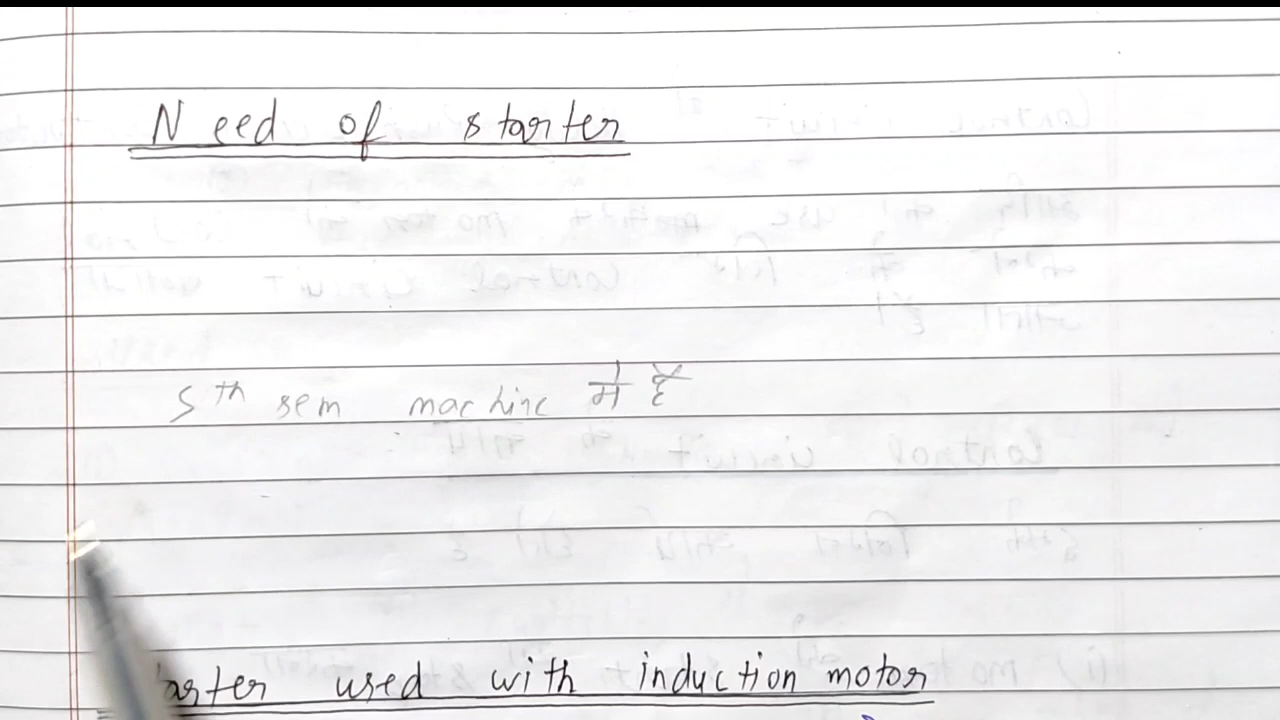 Need of starter
5th sem machine में है
arter used with induction motor